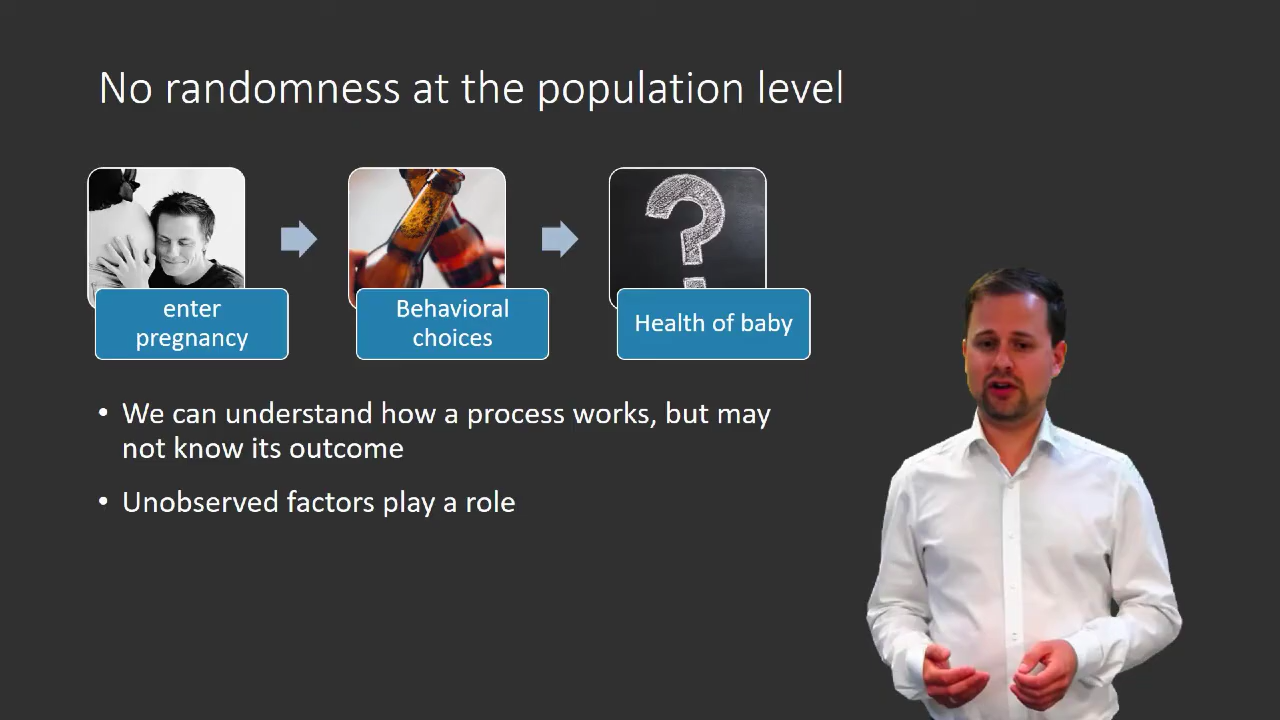 No randomness at the population level
enter
pregnancy
Behavioral
choices
Health of baby
• We can understand how a process works, but may
not know its outcome
• Unobserved factors play a role